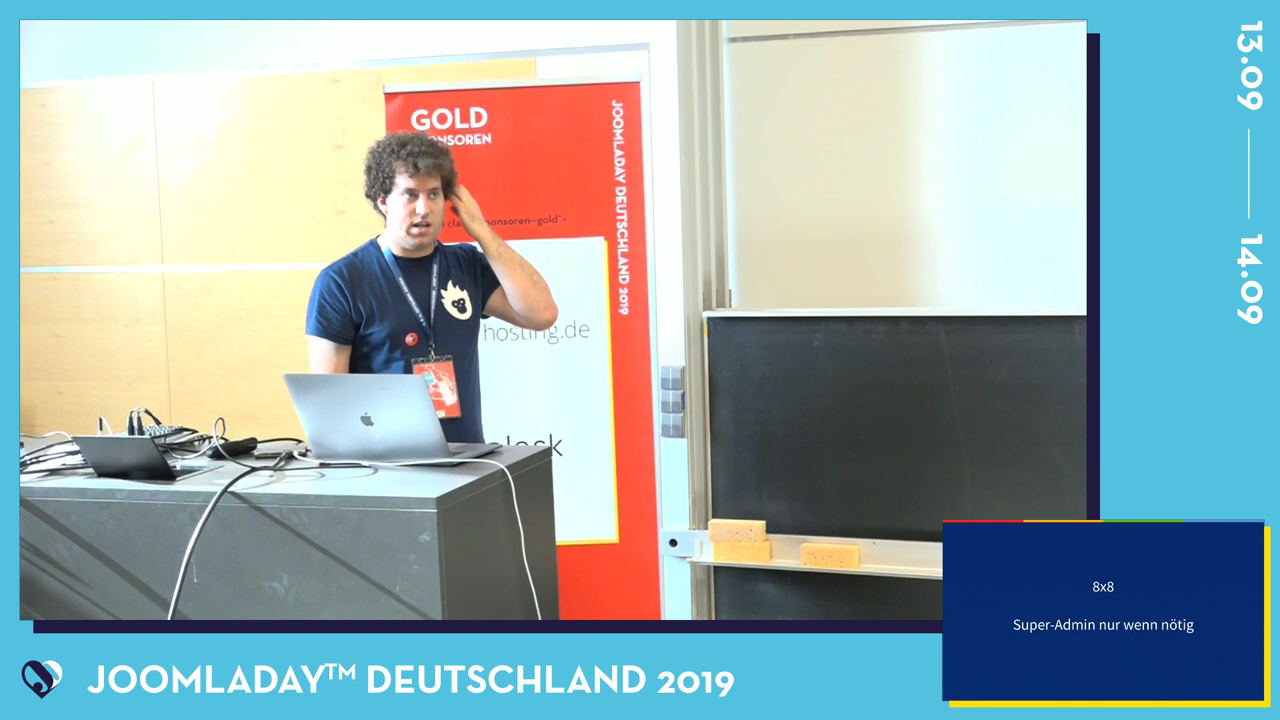 GOLD
JOOMLADAY DEUTSCHLAND 2019
hosting.de
13.09
14.09
8x8
Super-Admin nur wenn nötig
JOOMLADAY™ DEUTSCHLAND 2019